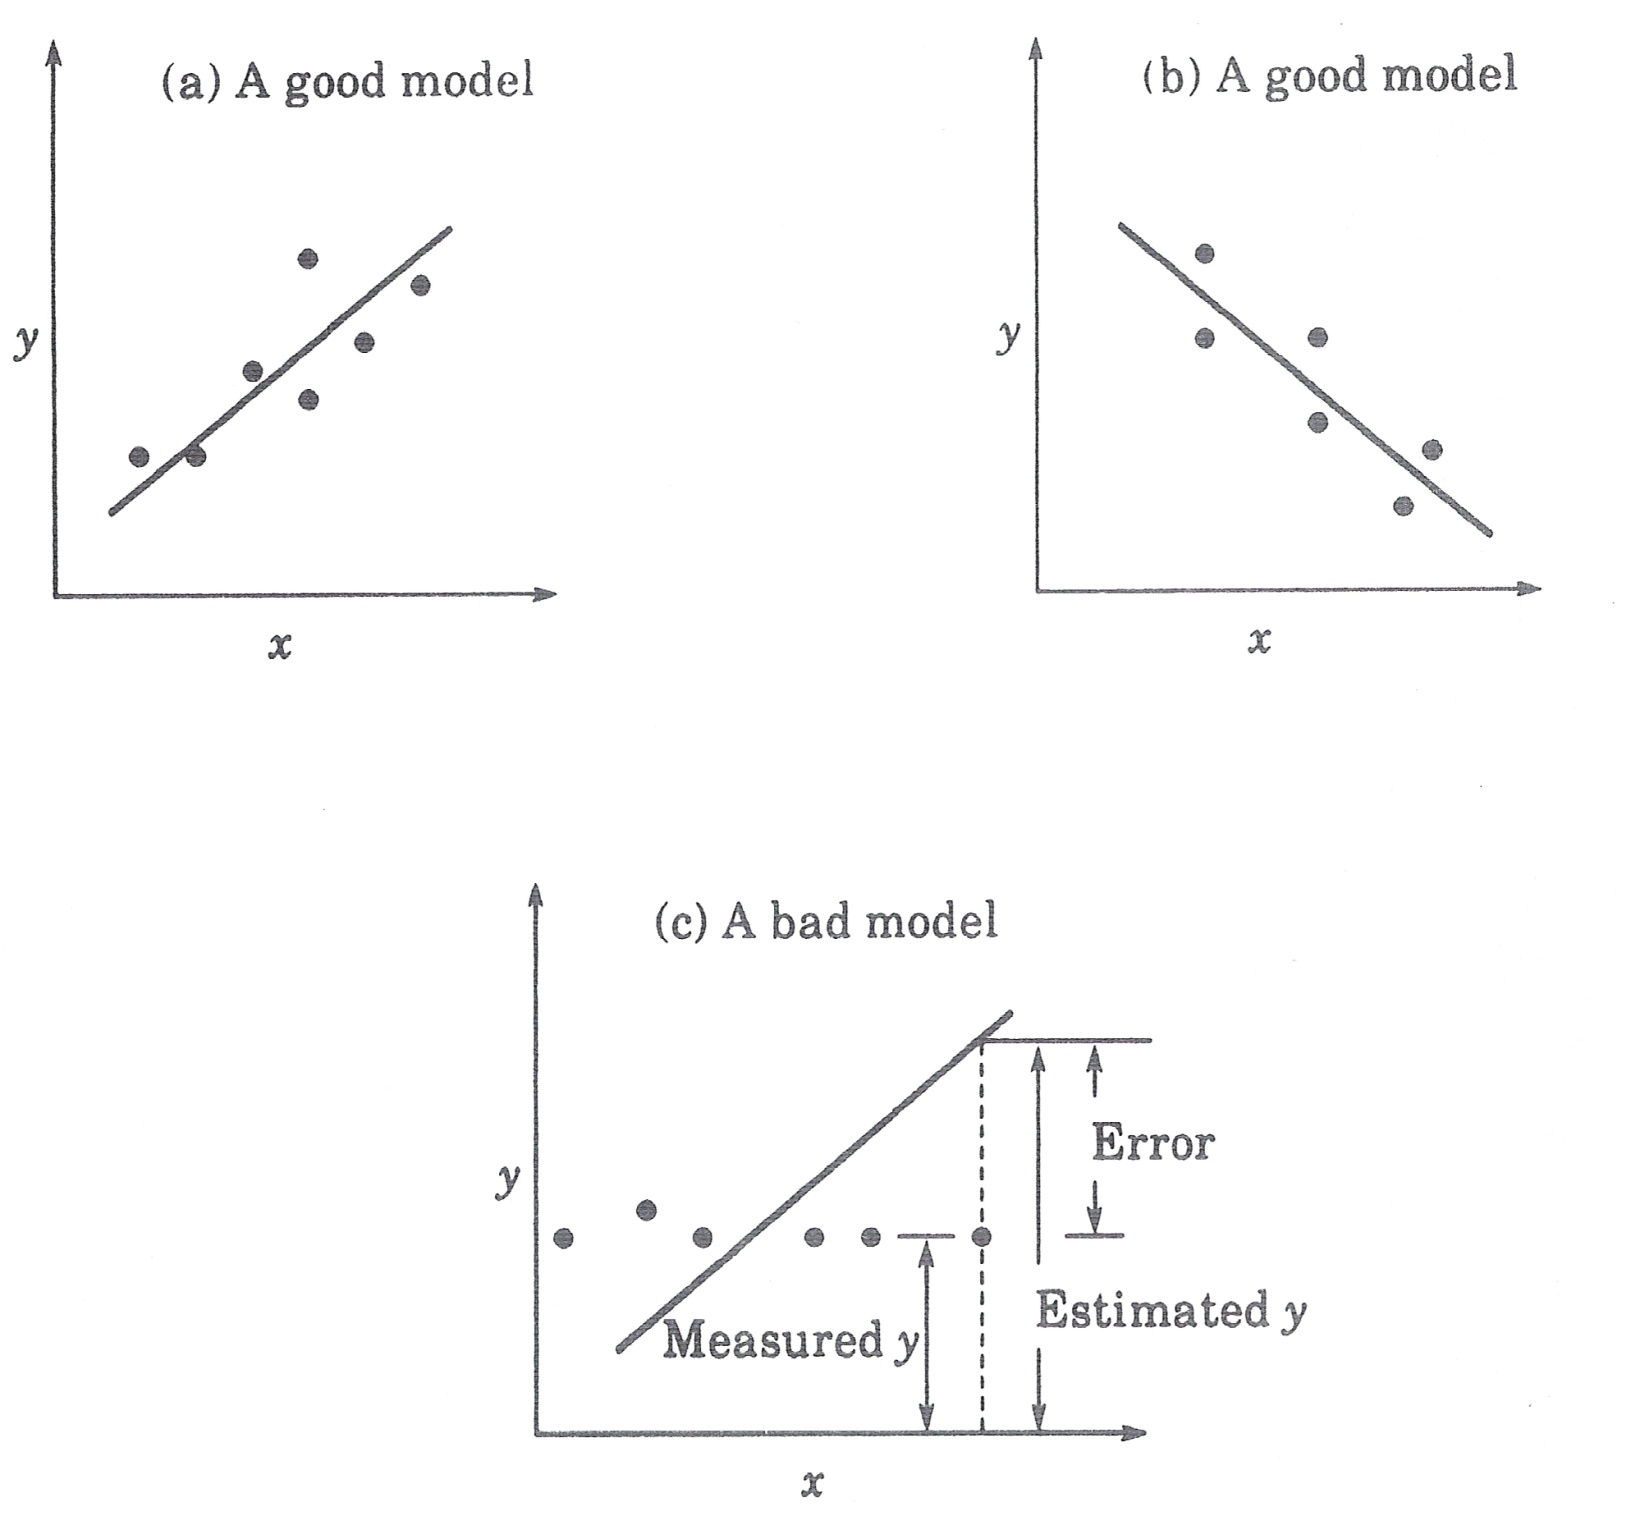 (a) A good model
y
x
(b) A good model
y
x
(c) A bad model
y
Error
Estimated y
Measured y
x